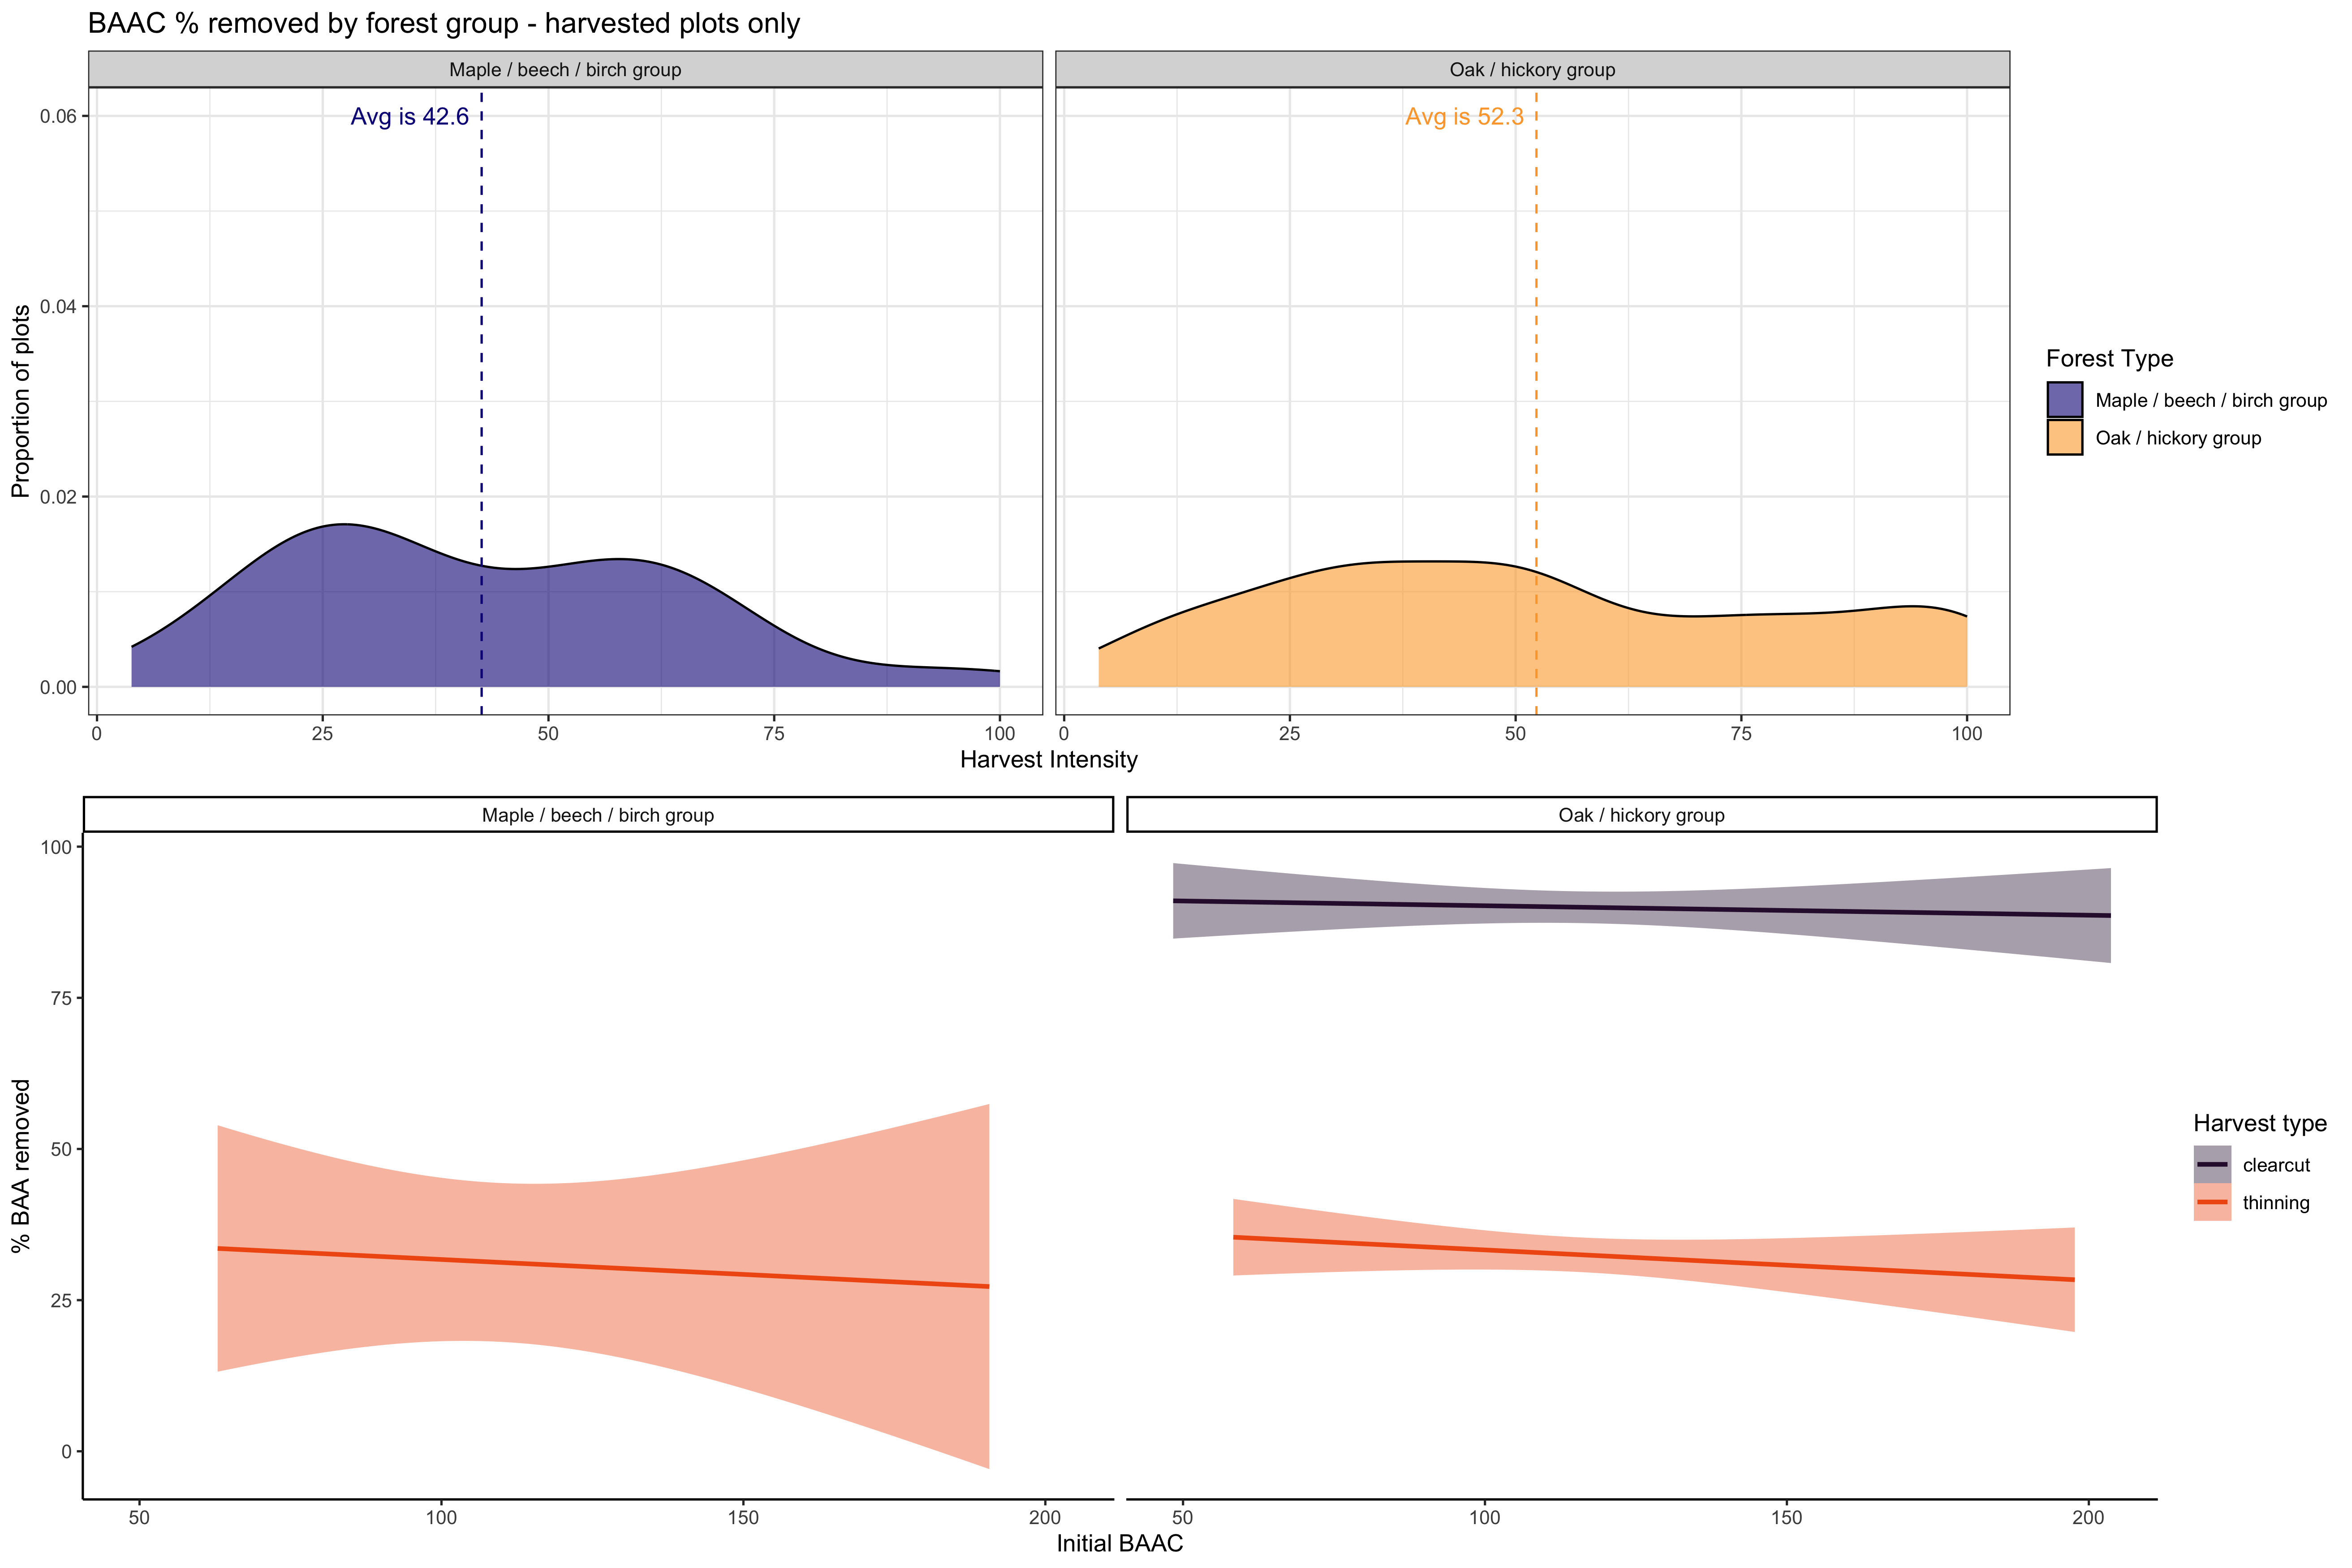 BAAC % removed by forest group - harvested plots only
Maple / beech / birch group
Oak / hickory group
Avg is 42.6
Avg is 52.3
0.06
0.04
0.02
0.00
Proportion of plots
0 25 50 75 100
0 25 50 75 100
Harvest Intensity
Forest Type
Maple / beech / birch group
Oak / hickory group
Maple / beech / birch group
Oak / hickory group
100
75
50
25
0
% BAA removed
50 100 150 200
50 100 150 200
Initial BAAC
Harvest type
clearcut
thinning